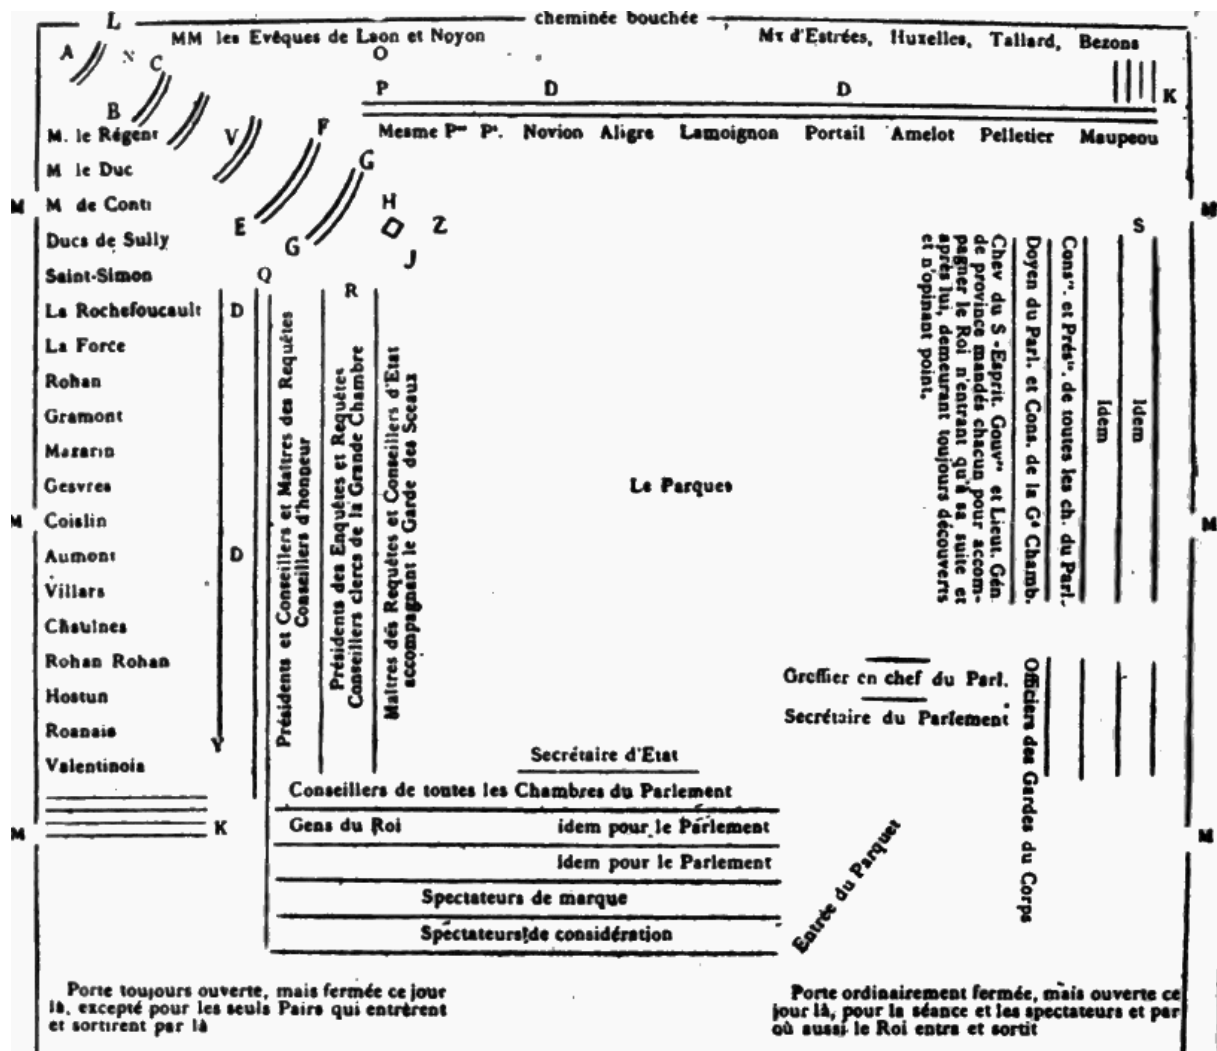 cheminée bouchée
L
MM les Evêques de Laon et Noyon
Mx d'Estrées, Huxelles, Tallard, Bezons
A
N
C
O
B
P
D
D
K
M. le Régent
V
F
Mesme Per Pt. Novion Aligre Lamoignon Portail Amelot Pelletier Maupeou
M le Duc
G
M
M de Conti
H
M
Ducs de Sully
E
G
Z
J
S
Saint-Simon
Q
R
La Rochefoucault
D
La Force
Rohan
Gramont
Mazarin
Gesvres
M
Coislin
M
Aumont
D
Villars
Chaulnes
Rohan Rohan
Hostun
Roanais
Y
Valentinois
K
M
M
Présidents et Conseillers et Maîtres des Requêtes
Conseillers d'honneur
Présidents des Enquêtes et Requêtes
Conseillers clercs de la Grande Chambre
Maîtres des Requêtes et Conseillers d'Etat
accompagnant le Garde des Sceaux
Le Parques
Chev du S -Esprit. Gouvrs et Lieut. Gén
de province mandés chacun pour accom-
pagner le Roi n'entrant qu'à sa suite et
après lui, demeurant toujours découverts
et n'opinant point.
Doyen du Parl. et Cons. de la Gd Chamb.
Consrs. et Présts. de toutes les ch. du Parl.
Idem
Idem
Greffier en chef du Parl.
Secrétaire du Parlement
Officiers des Gardes du Corps
Secrétaire d'Etat
Conseillers de toutes les Chambres du Parlement
Gens du Roi idem pour le Parlement
Idem pour le Parlement
Spectateurs de marque
Spectateurs de considération
Entrée du Parquet
Porte toujours ouverte, mais fermée ce jour
là, excepté pour les seuls Pairs qui entrèrent
et sortirent par là
Porte ordinairement fermée, mais ouverte ce
jour là, pour la séance et les spectateurs et par
où aussi le Roi entra et sortit